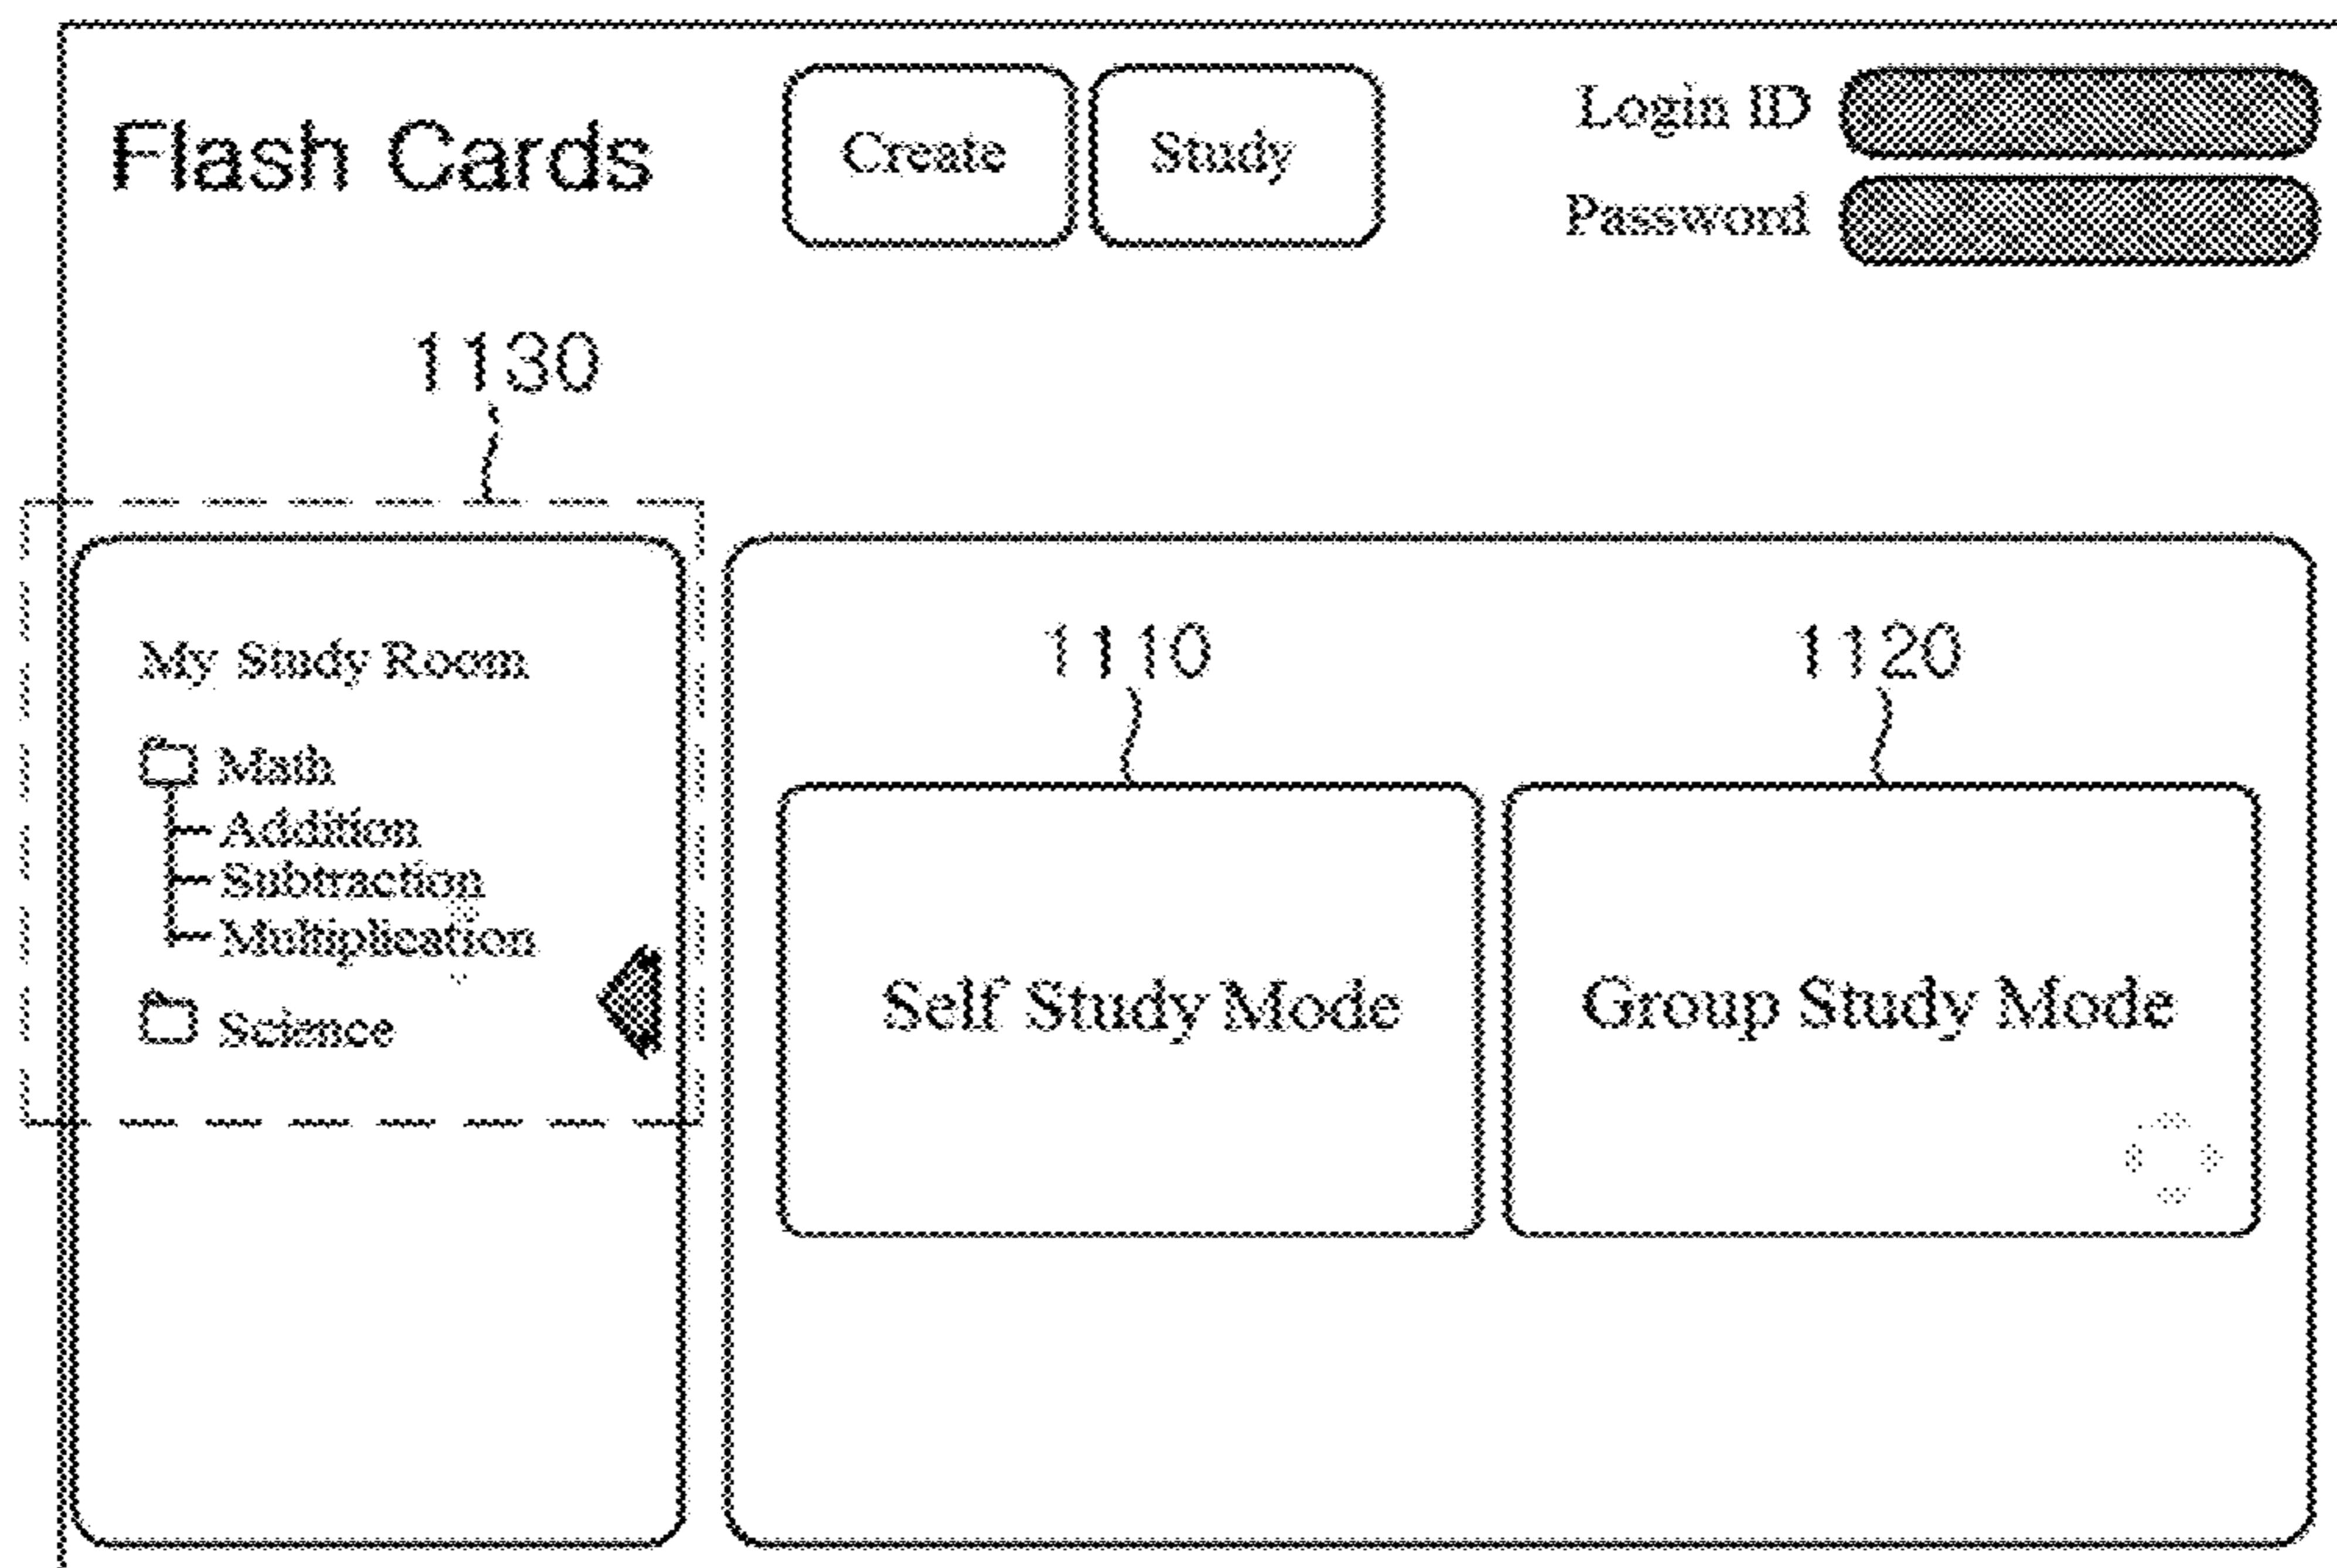 Flash Cards
Create
Study
Login ID
Password
1130
My Study Room
Math
Addition
Subtraction
Multiplication
Science
1110
1120
Self Study Mode
Group Study Mode